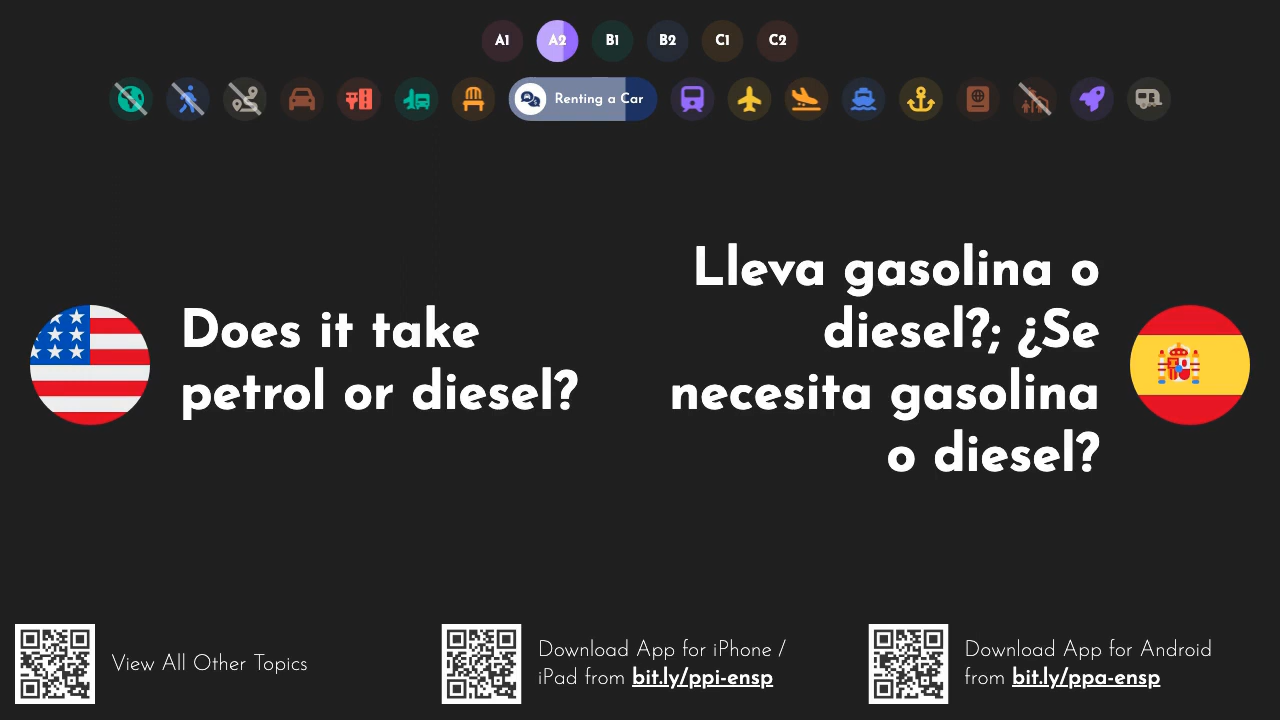 A1 A2 B1 B2 C1 C2
Renting a Car
Does it take
petrol or diesel?
Lleva gasolina o
diesel?; ¿Se
necesita gasolina
o diesel?
View All Other Topics
Download App for iPhone /
iPad from bit.ly/ppi-ensp
Download App for Android
from bit.ly/ppa-ensp